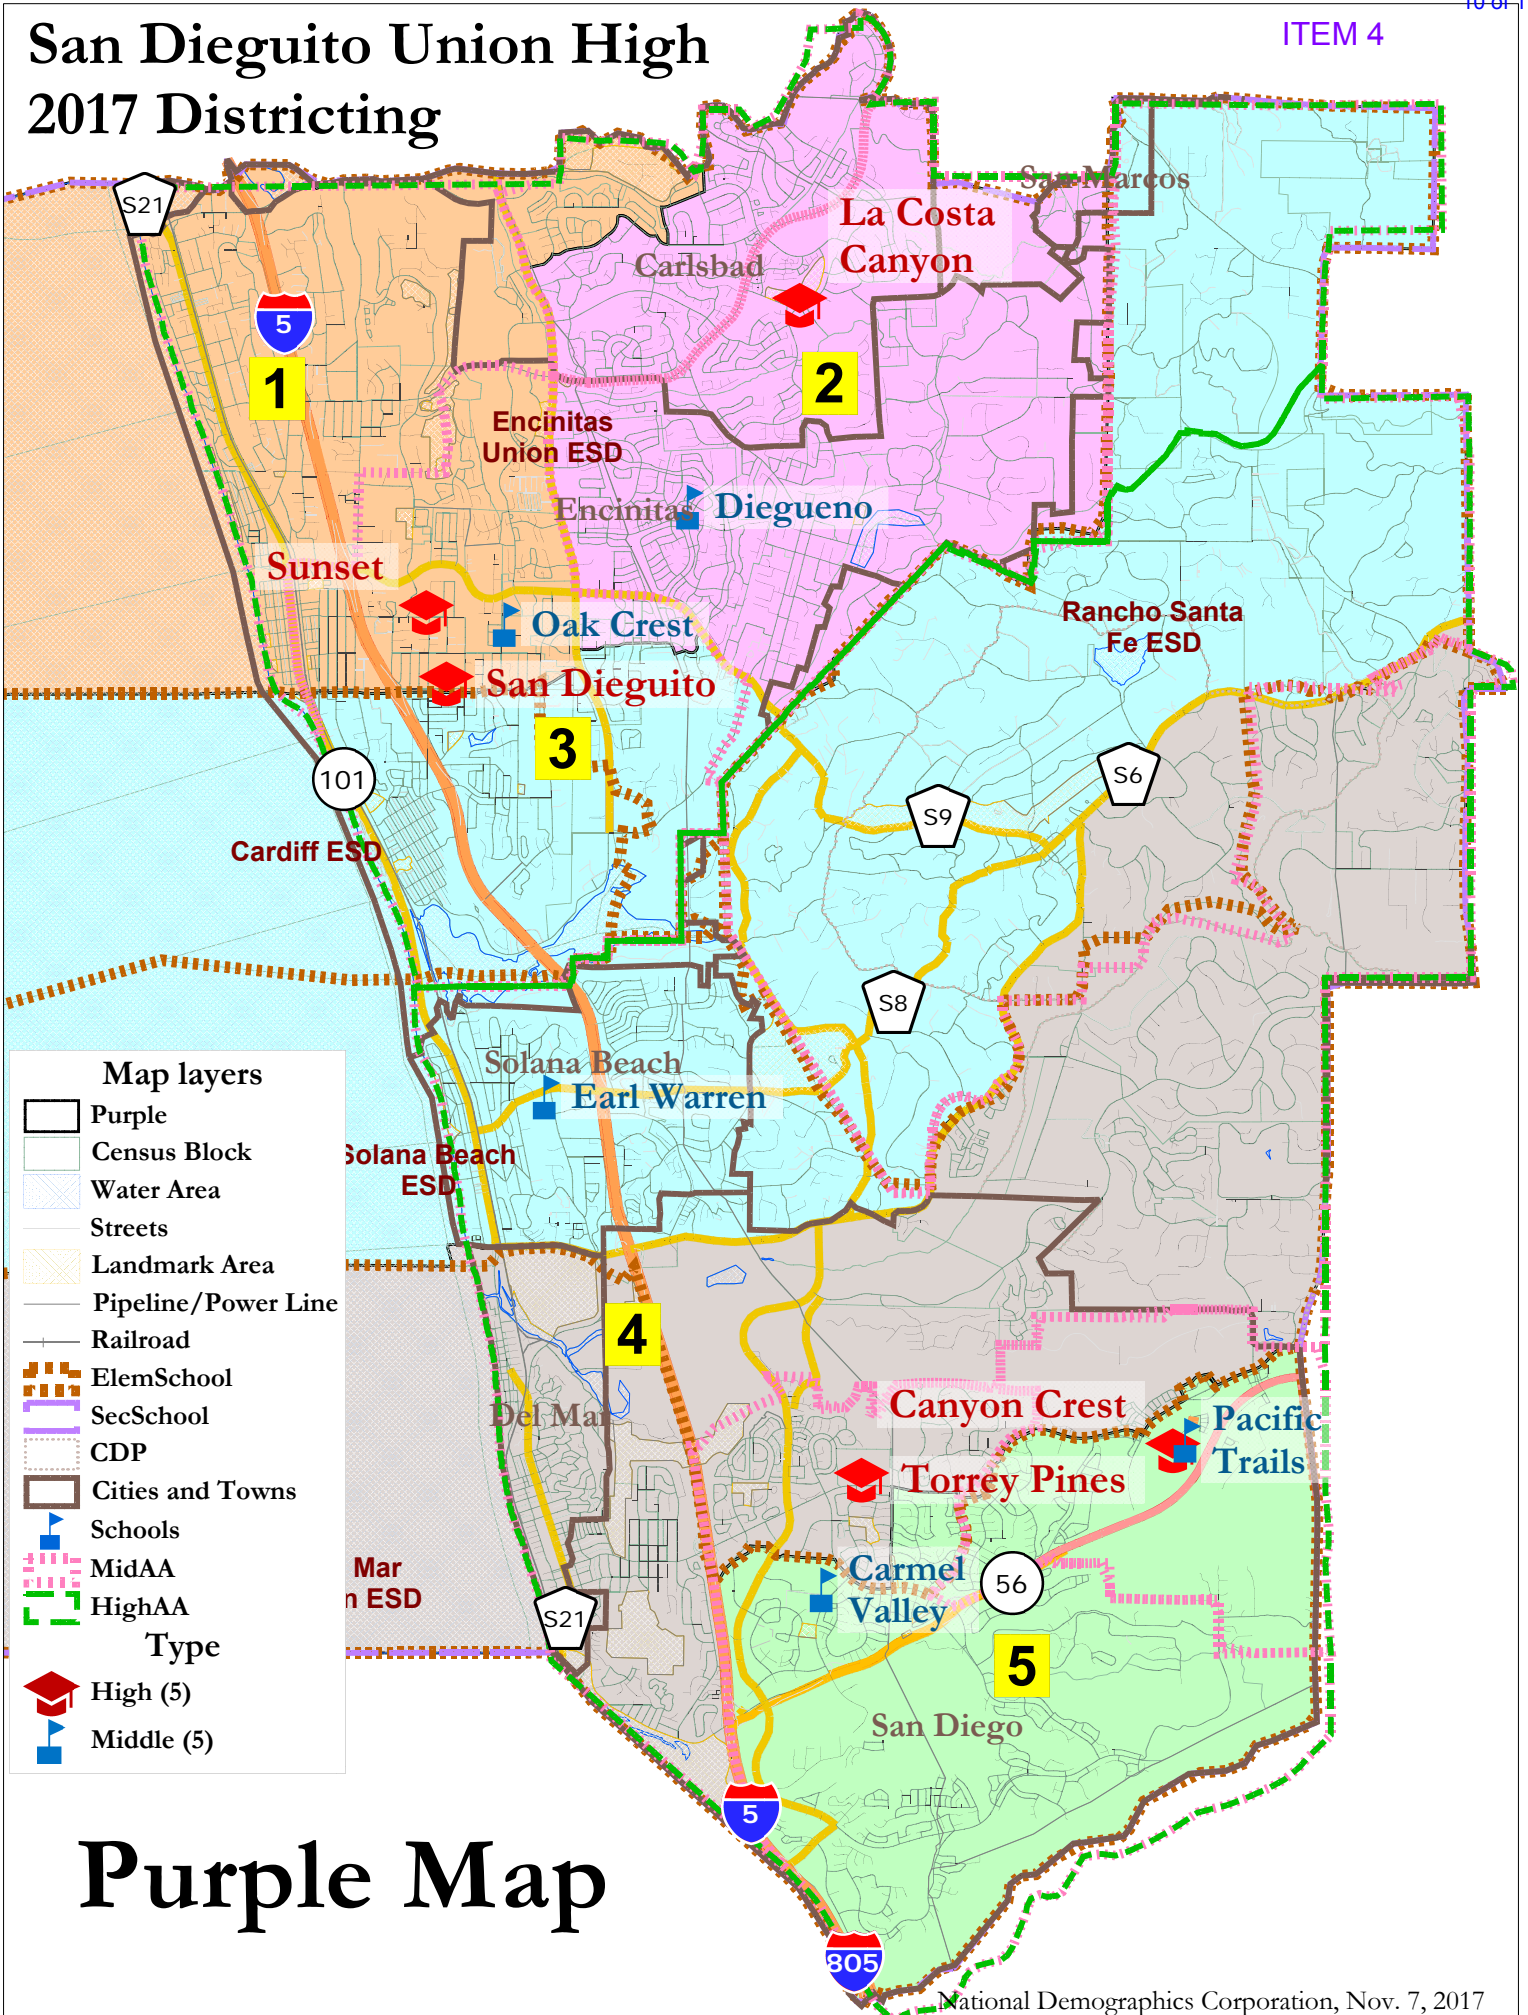 ITEM 4
San Dieguito Union High
2017 Districting
S21
San Marcos
La Costa
Canyon
Carlsbad
5
1
2
Encinitas
Union ESD
Encinitas
Diegueno
Sunset
Oak Crest
Rancho Santa
Fe ESD
San Dieguito
3
101
S6
S9
Cardiff ESD
S8
Solana Beach
Earl Warren
Solana Beach
ESD
Map layers
Purple
Census Block
Water Area
Streets
Landmark Area
Pipeline/Power Line
Railroad
ElemSchool
SecSchool
CDP
Cities and Towns
Schools
MidAA
HighAA
Type
High (5)
Middle (5)
4
Del Mar
Canyon Crest
Pacific
Trails
Torrey Pines
Mar
n ESD
Carmel
Valley
56
S21
5
San Diego
5
805
Purple Map
National Demographics Corporation, Nov. 7, 2017